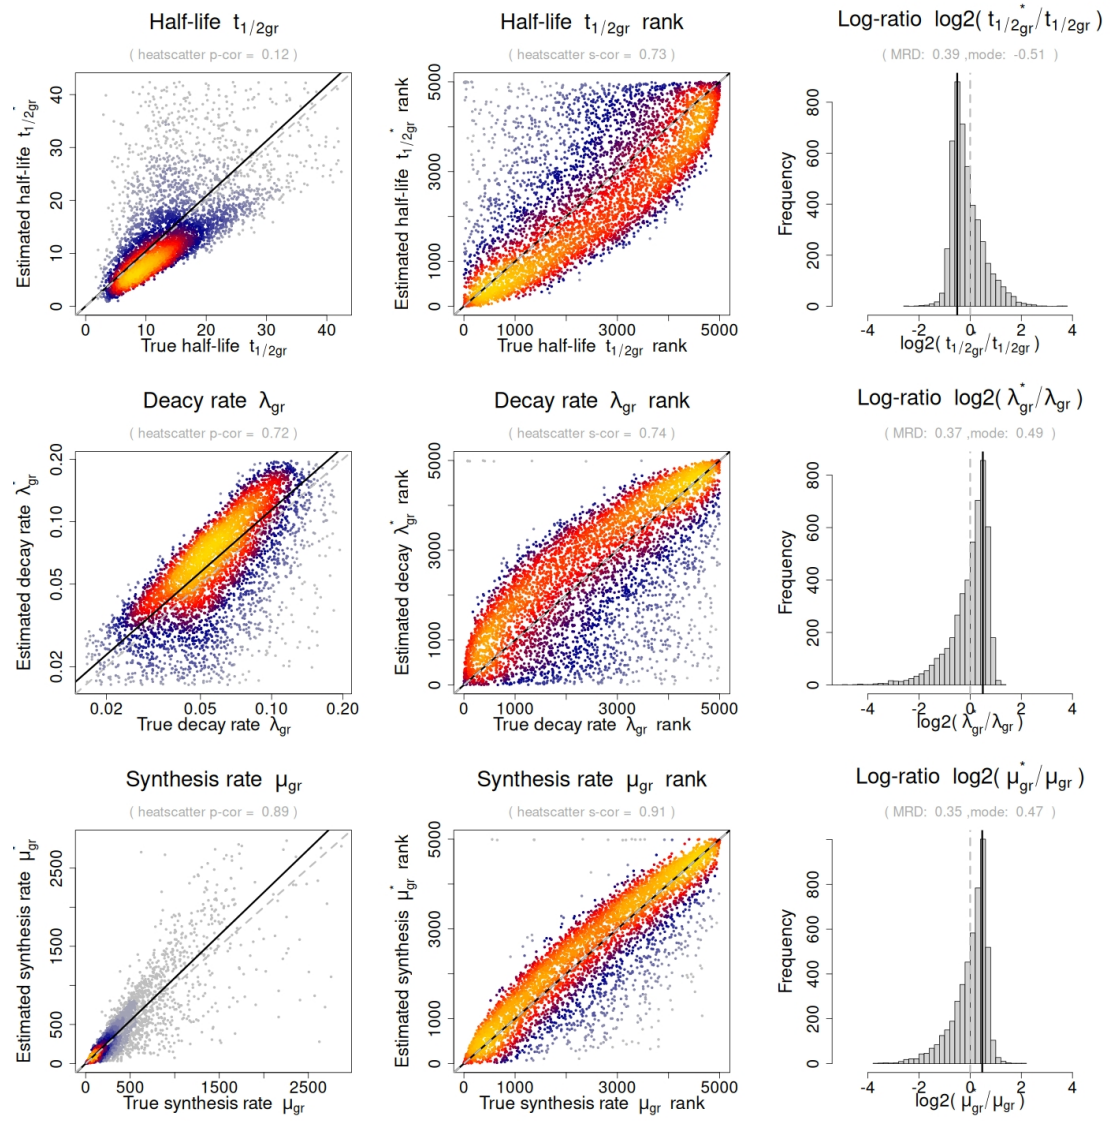 Half-life t1/2gr
( heatscatter p-cor = 0.12 )
Estimated half-life t*1/2gr
0 10 20 30 40
0 10 20 30 40
True half-life t1/2gr
Half-life t1/2gr rank
( heatscatter s-cor = 0.73 )
Estimated half-life t*1/2gr rank
0 1000 3000 5000
0 1000 3000 5000
True half-life t1/2gr rank
Log-ratio log2( t*1/2gr/t1/2gr )
( MRD: 0.39 ,mode: -0.51 )
Frequency
0 200 400 600 800
-4 -2 0 2 4
log2( t1/2gr/t1/2gr )
Deacy rate λgr
( heatscatter p-cor = 0.72 )
Estimated decay rate λ*gr
0.02 0.05 0.10 0.20
0.02 0.05 0.10 0.20
True decay rate λgr
Decay rate λgr rank
( heatscatter s-cor = 0.74 )
Estimated decay λ*gr rank
0 1000 3000 5000
0 1000 3000 5000
True decay rate λgr rank
Log-ratio log2( λ*gr/λgr )
( MRD: 0.37 ,mode: 0.49 )
Frequency
0 200 400 600 800
-4 -2 0 2 4
log2( λgr/λgr )
Synthesis rate μgr
( heatscatter p-cor = 0.89 )
Estimated synthesis rate μ*gr
0 500 1500 2500
0 500 1500 2500
True synthesis rate μgr
Synthesis rate μgr rank
( heatscatter s-cor = 0.91 )
Estimated synthesis μ*gr rank
0 1000 3000 5000
0 1000 3000 5000
True synthesis rate μgr rank
Log-ratio log2( μ*gr/μgr )
( MRD: 0.35 ,mode: 0.47 )
Frequency
0 200 400 600 800
-4 -2 0 2 4
log2( μgr/μgr )